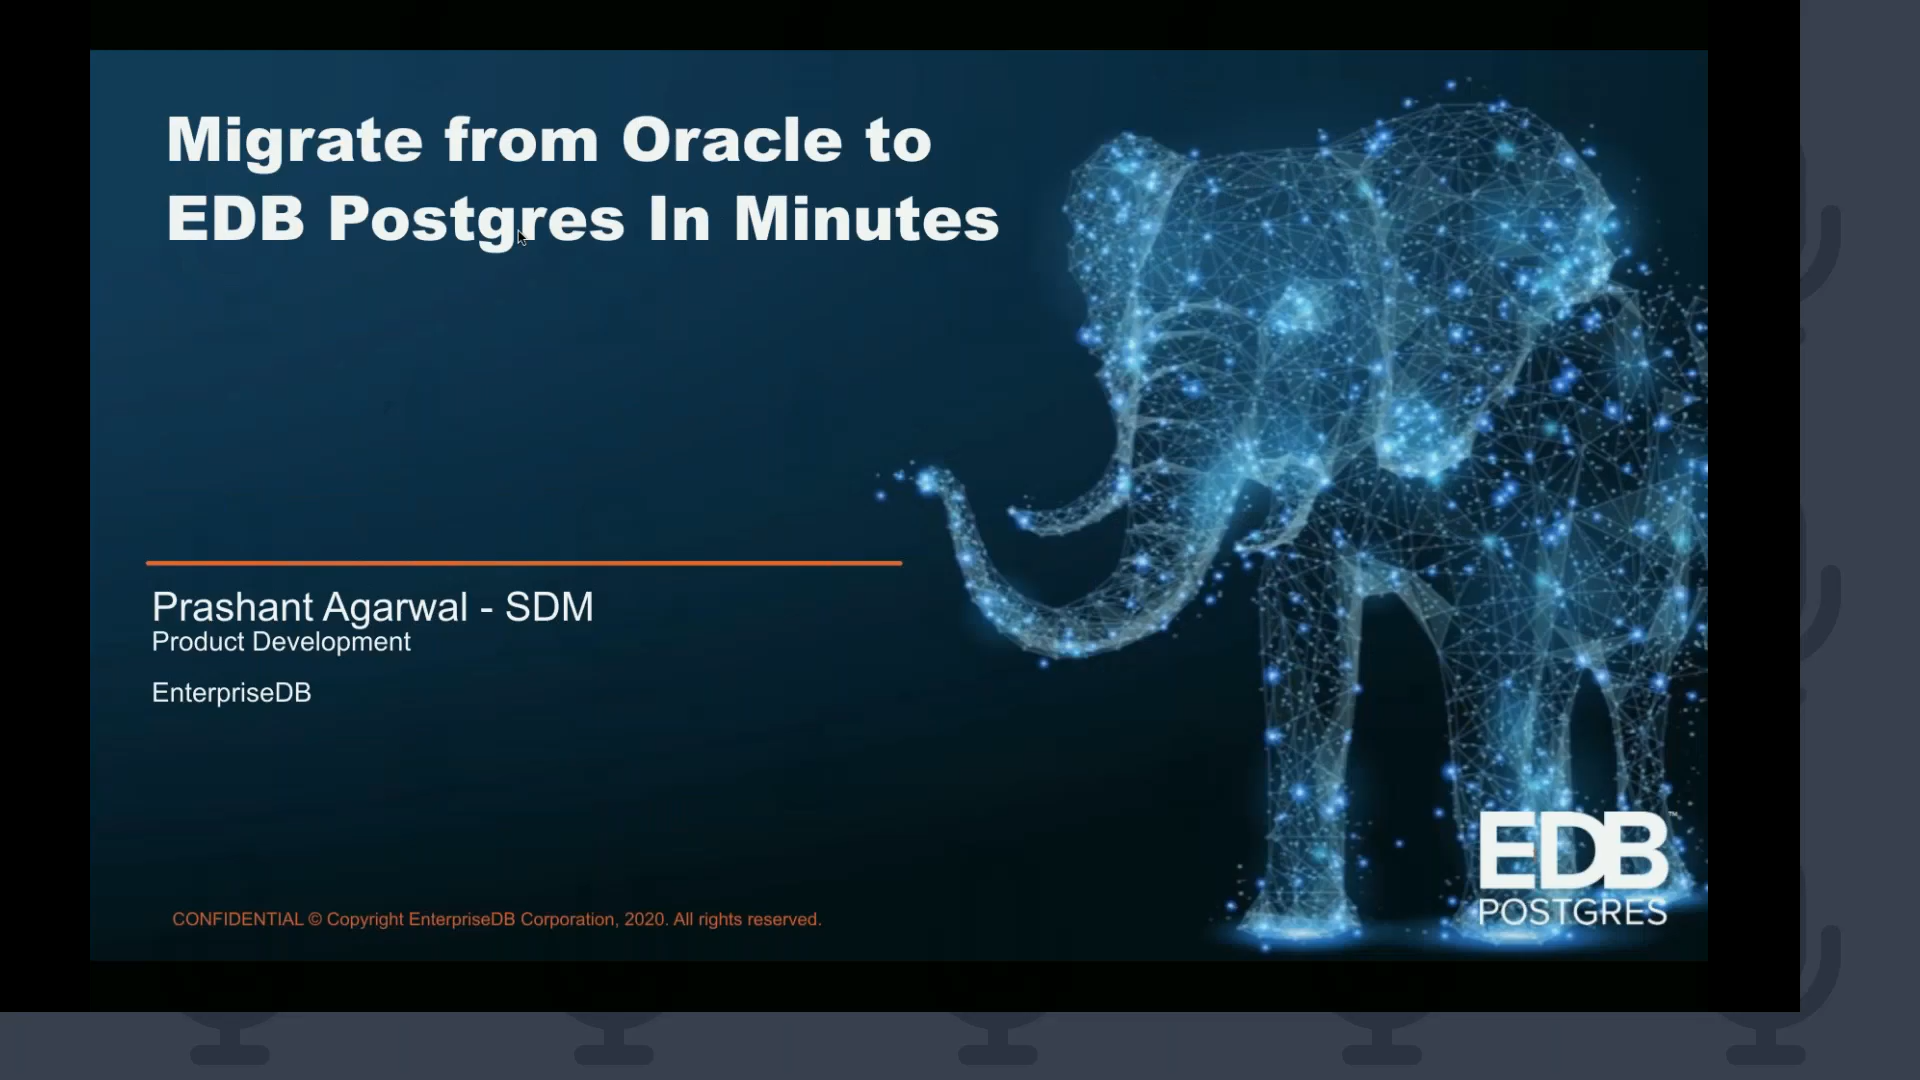 Migrate from Oracle to
EDB Postgres In Minutes
Prashant Agarwal - SDM
Product Development
EnterpriseDB
CONFIDENTIAL © Copyright EnterpriseDB Corporation, 2020. All rights reserved.
EDB™
POSTGRES